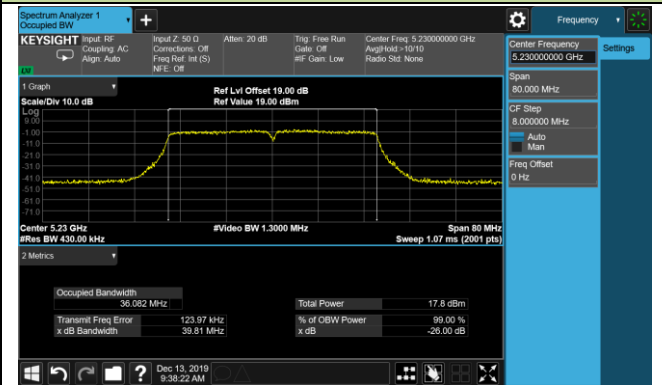 Spectrum Analyzer 1
Occupied BW
+
Frequency
KEYSIGHT
Input: RF
Coupling: AC
Align: Auto
Input Z: 50 Ω
Corrections: Off
Freq Ref: Int (S)
NFE: Off
Atten: 20 dB
Trig: Free Run
Gate: Off
#IF Gain: Low
Center Freq: 5.230000000 GHz
Avg|Hold:>10/10
Radio Std: None
Center Frequency
5.230000000 GHz
Settings
Span
80.000 MHz
CF Step
8.000000 MHz
Auto
Man
Freq Offset
0 Hz
1 Graph
Scale/Div 10.0 dB
Ref Lvl Offset 19.00 dB
Ref Value 19.00 dBm
Log
9.00
-1.00
-11.0
-21.0
-31.0
-41.0
-51.0
-61.0
-71.0
Center 5.23 GHz
#Video BW 1.3000 MHz
Span 80 MHz
#Res BW 430.00 kHz
Sweep 1.07 ms (2001 pts)
2 Metrics
Occupied Bandwidth
36.082 MHz
Total Power 17.8 dBm
Transmit Freq Error 123.97 kHz
% of OBW Power 99.00 %
x dB Bandwidth 39.81 MHz
x dB -26.00 dB
?
Dec 13, 2019
9:38:22 AM